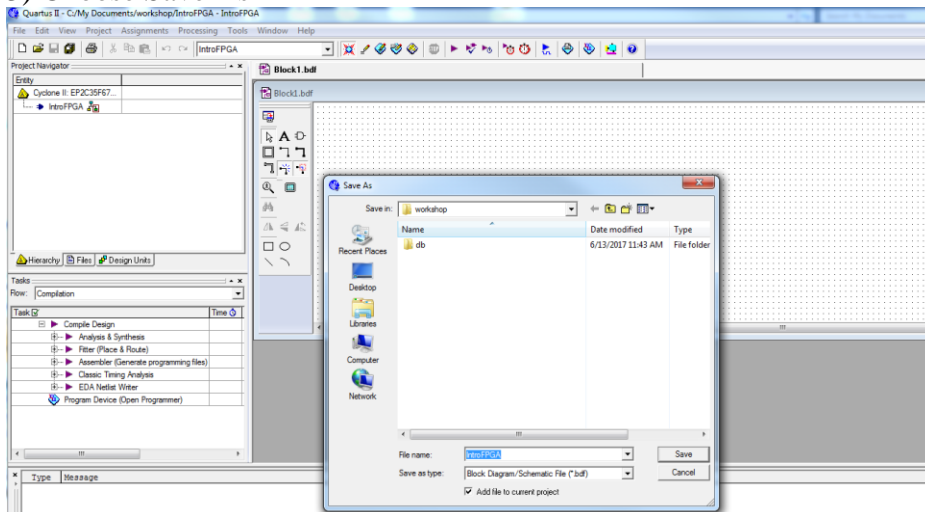 Quartus II - C:/My Documents/workshop/IntroFPGA - IntroFPGA
File Edit View Project Assignments Processing Tools Window Help
IntroFPGA
Project Navigator
Entity
Cyclone II: EP2C35F67...
IntroFPGA
Hierarchy Files Design Units
Tasks
Flow: Compilation
Task Time
Compile Design
Analysis & Synthesis
Fitter (Place & Route)
Assembler (Generate programming files)
Classic Timing Analysis
EDA Netlist Writer
Program Device (Open Programmer)
Type Message
Block1.bdf
Block1.bdf
Save As
Save in: workshop
Name Date modified Type
db 6/13/2017 11:43 AM File folder
Recent Places
Desktop
Libraries
Computer
Network
File name: IntroFPGA Save
Save as type: Block Diagram/Schematic File (*.bdf) Cancel
Add file to current project